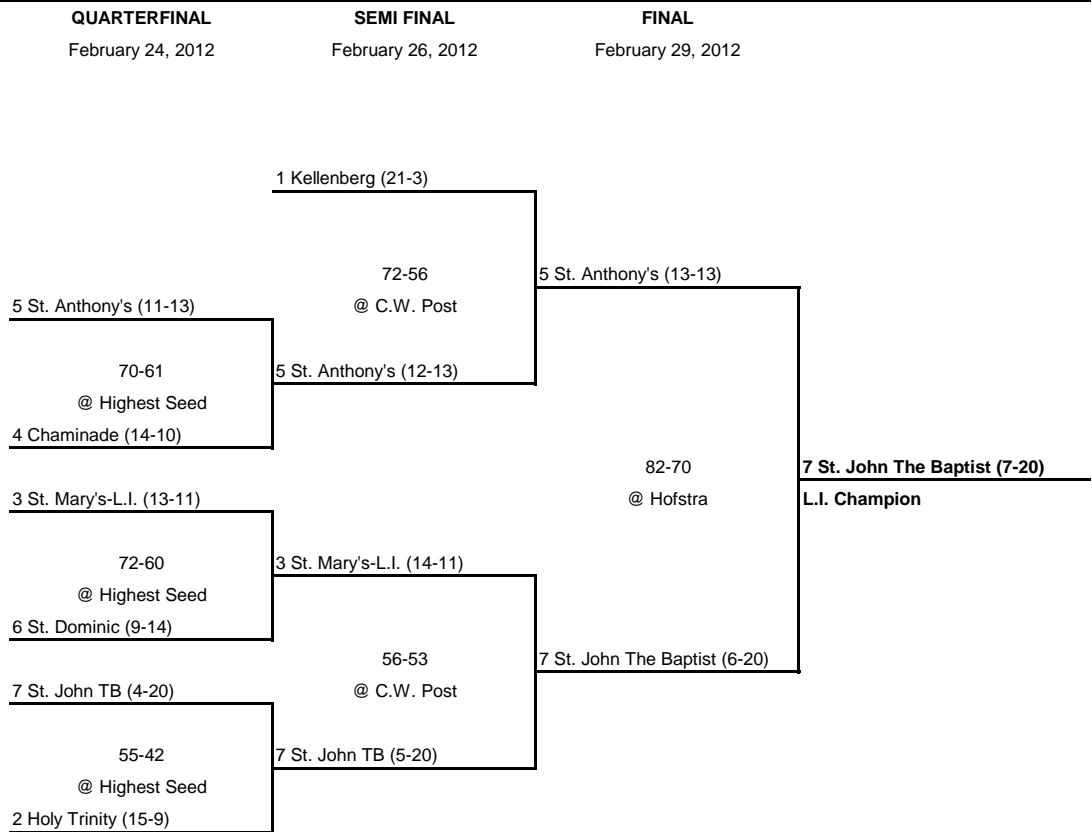 QUARTERFINAL
SEMI FINAL
FINAL
February 24, 2012
February 26, 2012
February 29, 2012
1 Kellenberg (21-3)
72-56
5 St. Anthony's (13-13)
5 St. Anthony's (11-13)
@ C.W. Post
70-61
5 St. Anthony's (12-13)
@ Highest Seed
4 Chaminade (14-10)
82-70
7 St. John The Baptist (7-20)
3 St. Mary's-L.I. (13-11)
@ Hofstra
L.I. Champion
72-60
3 St. Mary's-L.I. (14-11)
@ Highest Seed
6 St. Dominic (9-14)
56-53
7 St. John The Baptist (6-20)
7 St. John TB (4-20)
@ C.W. Post
55-42
7 St. John TB (5-20)
@ Highest Seed
2 Holy Trinity (15-9)